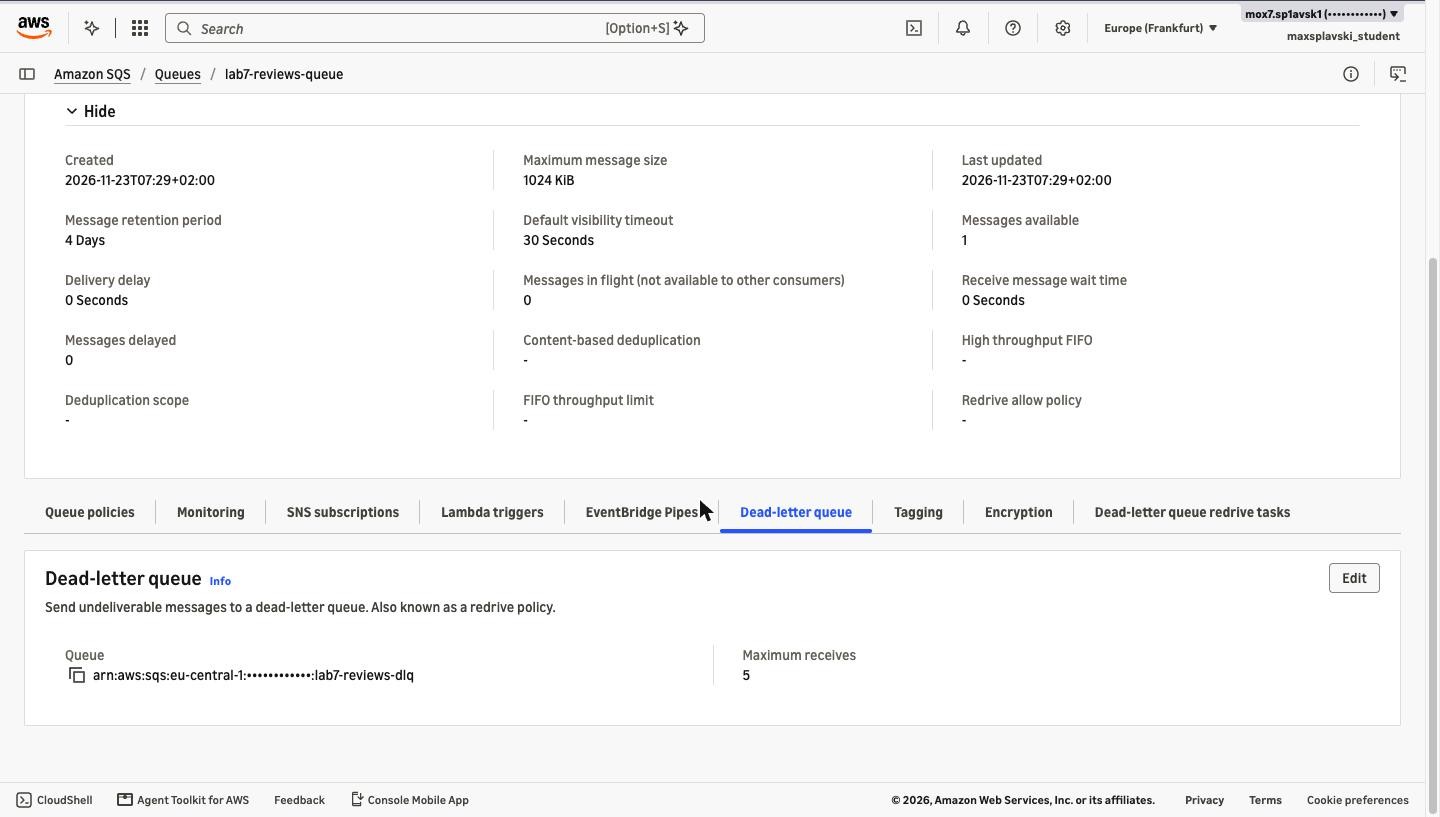 aws
Search
[Option+S]
Europe (Frankfurt)
mox7.sp1avsk1 (••••••••••••)
maxsplavski_student
Amazon SQS / Queues / lab7-reviews-queue
Hide
Created
2026-11-23T07:29+02:00
Maximum message size
1024 KiB
Last updated
2026-11-23T07:29+02:00
Message retention period
4 Days
Default visibility timeout
30 Seconds
Messages available
1
Delivery delay
0 Seconds
Messages in flight (not available to other consumers)
0
Receive message wait time
0 Seconds
Messages delayed
0
Content-based deduplication
-
High throughput FIFO
-
Deduplication scope
-
FIFO throughput limit
-
Redrive allow policy
-
Queue policies
Monitoring
SNS subscriptions
Lambda triggers
EventBridge Pipes
Dead-letter queue
Tagging
Encryption
Dead-letter queue redrive tasks
Dead-letter queue Info
Edit
Send undeliverable messages to a dead-letter queue. Also known as a redrive policy.
Queue
arn:aws:sqs:eu-central-1:••••••••••••:lab7-reviews-dlq
Maximum receives
5
CloudShell
Agent Toolkit for AWS
Feedback
Console Mobile App
© 2026, Amazon Web Services, Inc. or its affiliates.
Privacy
Terms
Cookie preferences